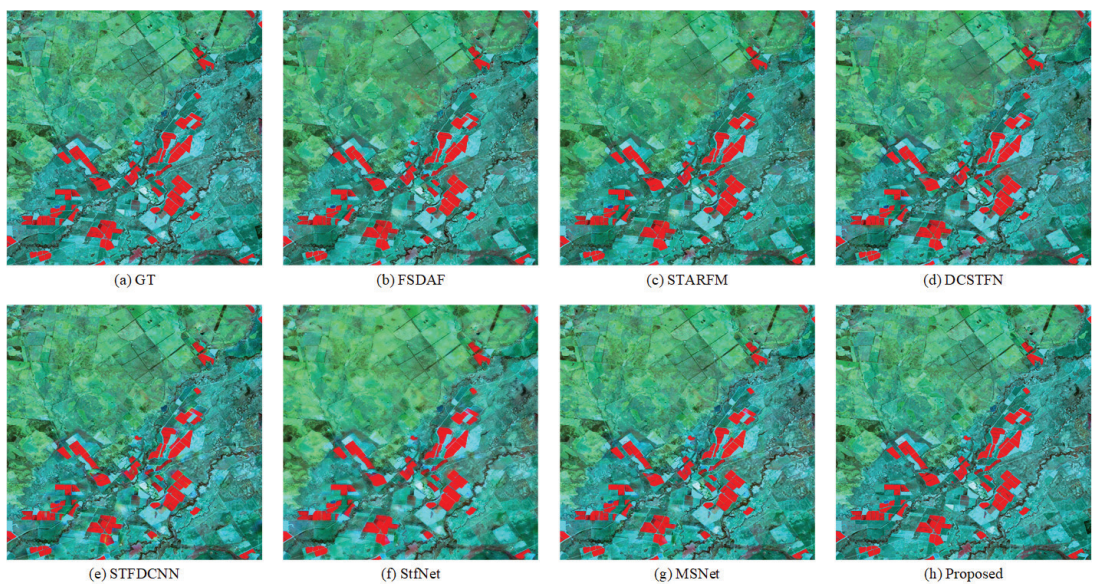 (a) GT
(b) FSDAF
(c) STARFM
(d) DCSTFN
(e) STFDCNN
(f) StfNet
(g) MSNet
(h) Proposed